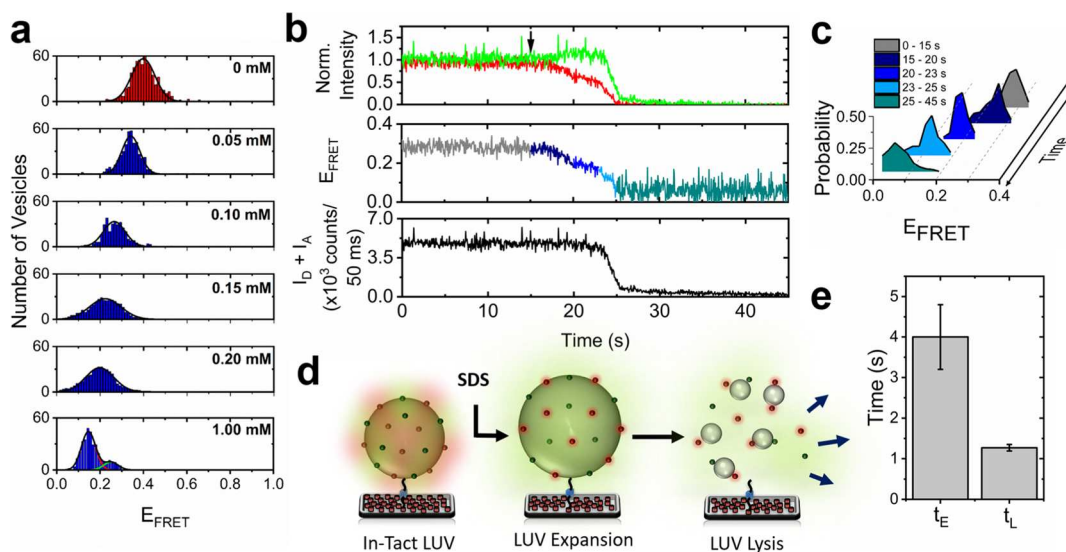 a
Number of Vesicles
60
30
0
0 mM
60
30
0
0.05 mM
60
30
0
0.10 mM
60
30
0
0.15 mM
60
30
0
0.20 mM
60
30
0
1.00 mM
0.0 0.2 0.4 0.6 0.8 1.0
EFRET
b
Norm.
Intensity
1.5
1.0
0.5
0.0
EFRET
0.4
0.2
0.0
ID + IA
(x10³ counts/
50 ms)
7.0
3.5
0.0
0 10 20 30 40
Time (s)
c
0 - 15 s
15 - 20 s
20 - 23 s
23 - 25 s
25 - 45 s
Probability
0.50
0.25
0.00
0.0 0.2 0.4
EFRET
Time
d
SDS
In-Tact LUV
LUV Expansion
LUV Lysis
e
Time (s)
5
4
3
2
1
0
tE tL